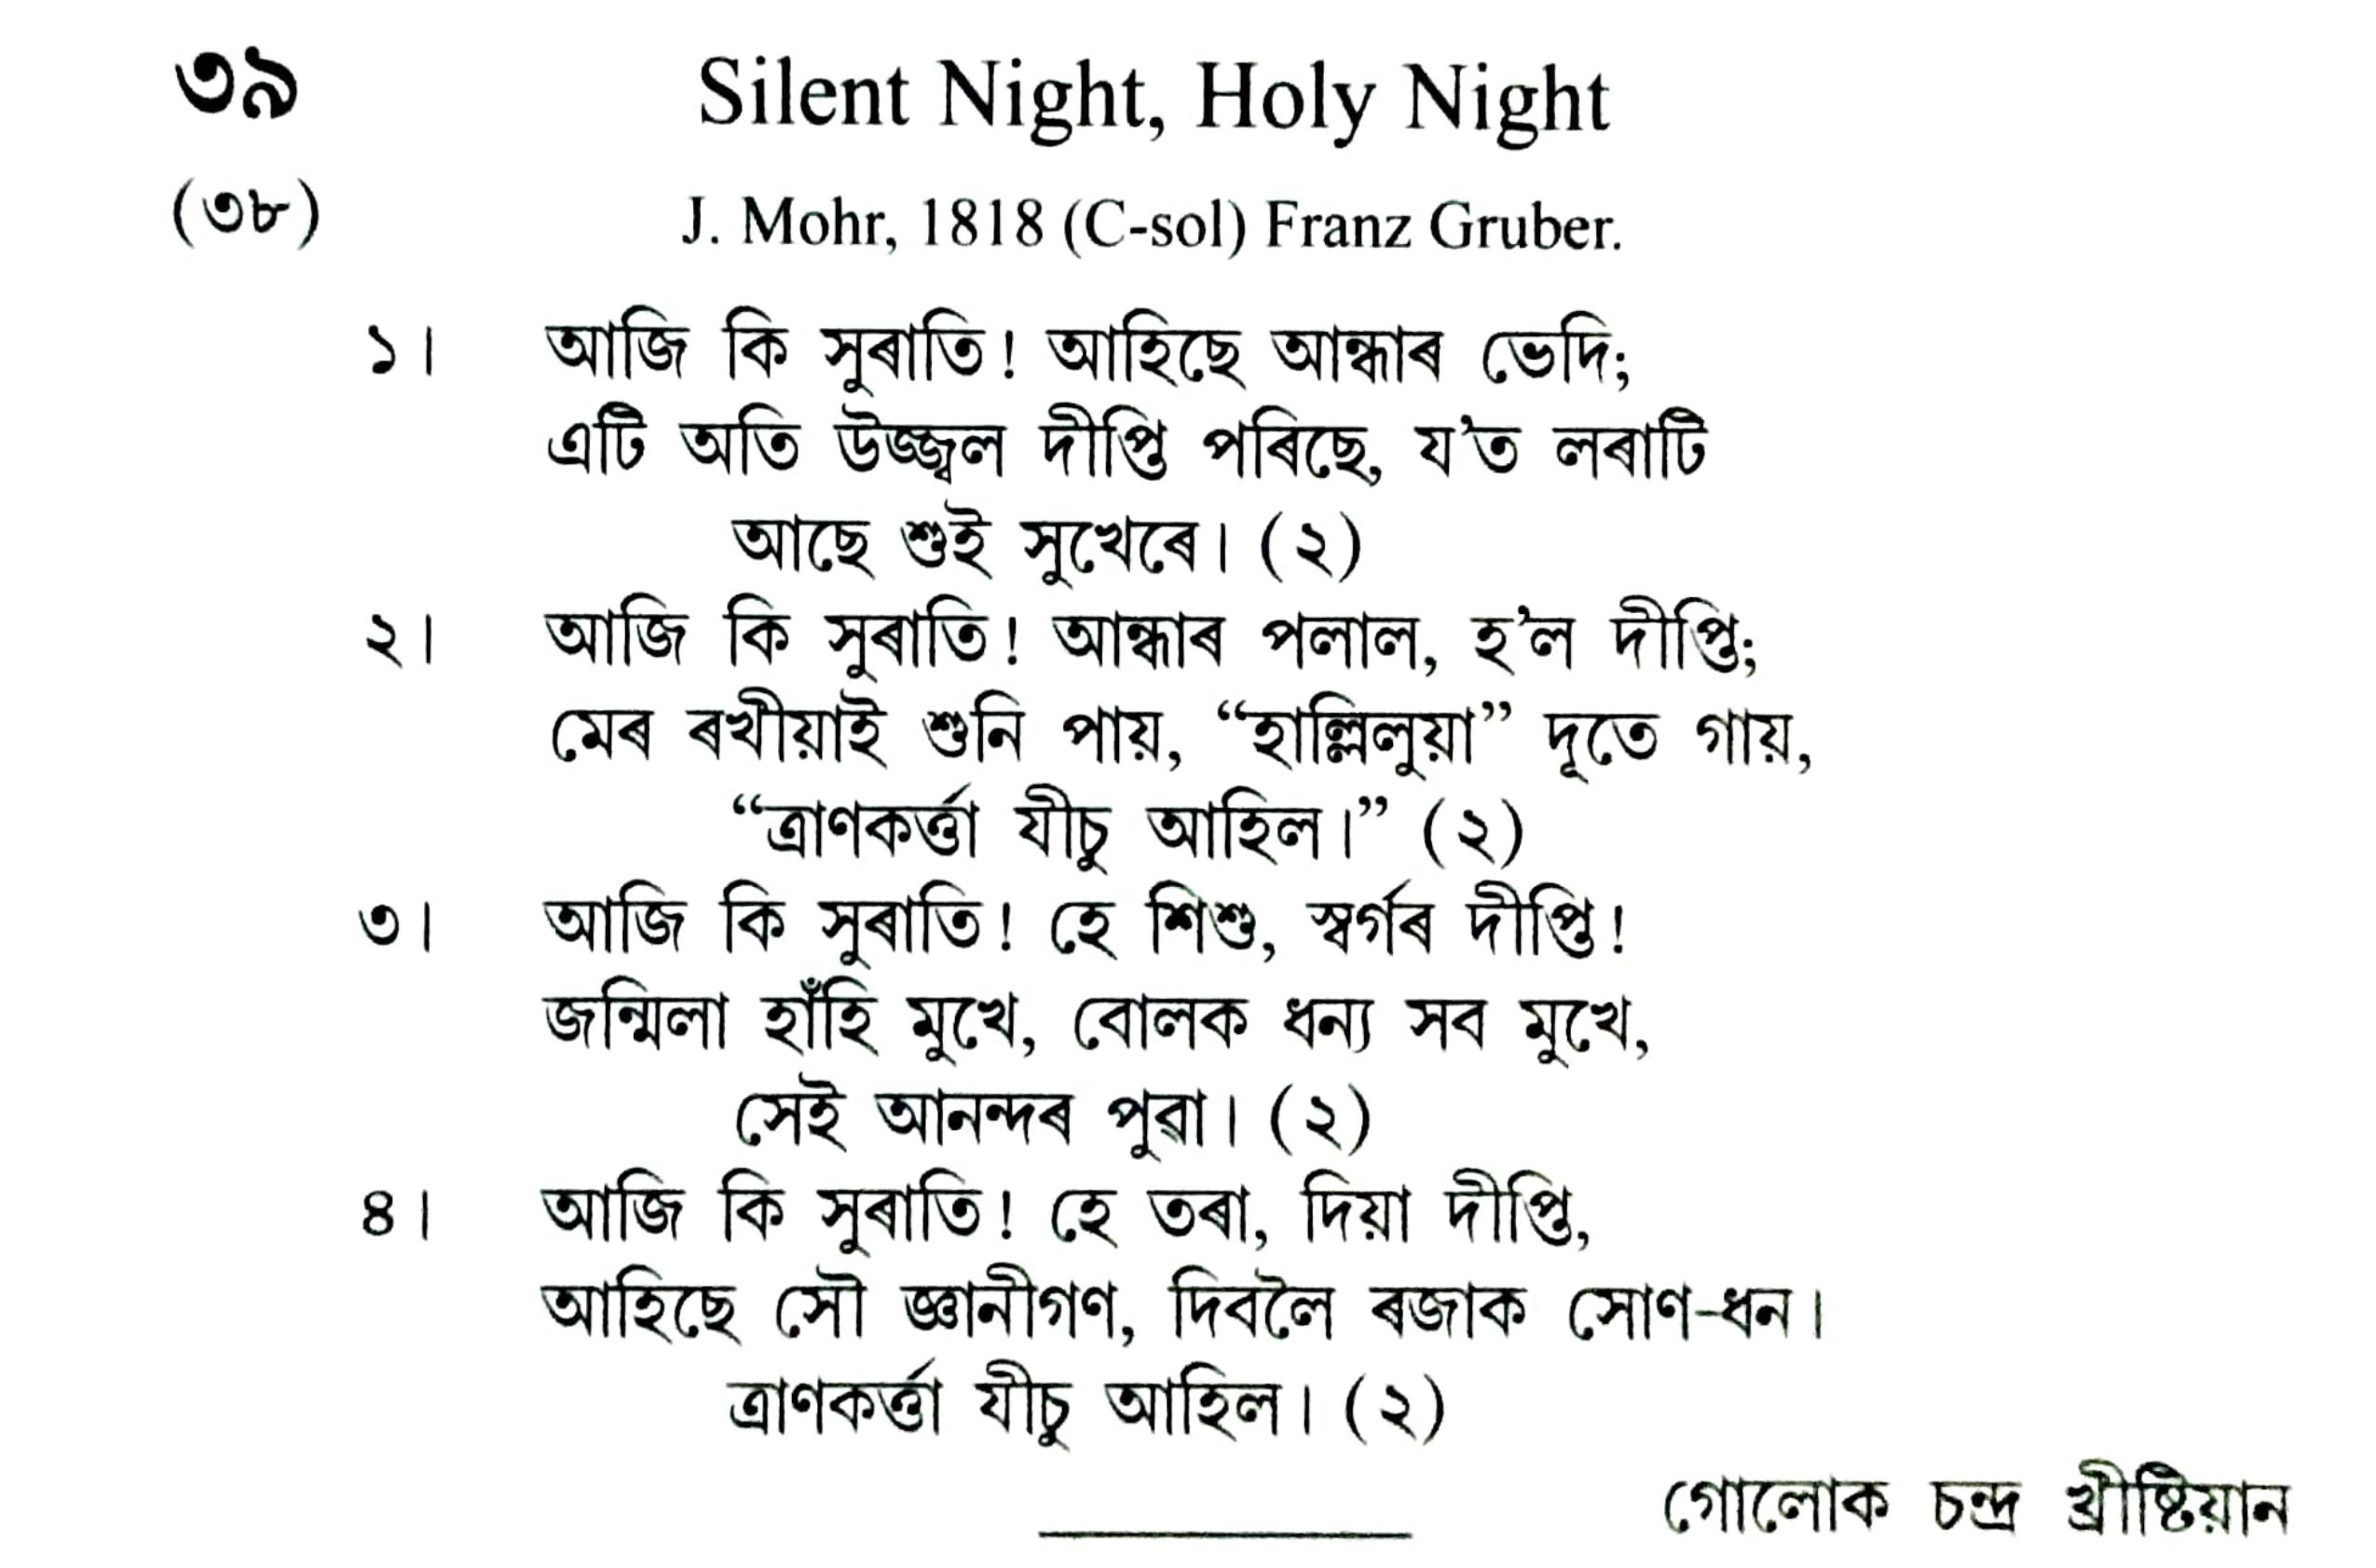 ৩৯ Silent Night, Holy Night
(৩৮) J. Mohr, 1818 (C-sol) Franz Gruber.
১। আজি কি সুৰাতি! আহিছে আন্ধাৰ ভেদি;
এটি অতি উজ্জ্বল দীপ্তি পৰিছে, য'ত লৰাটি
আছে শুই সুখেৰে। (২)
২। আজি কি সুৰাতি! আন্ধাৰ পলাল, হ'ল দীপ্তি;
মেৰ ৰখীয়াই শুনি পায়, “হাল্লিলুয়া” দূতে গায়,
“ত্ৰাণকৰ্ত্তা যীচু আহিল।” (২)
৩। আজি কি সুৰাতি! হে শিশু, স্বৰ্গৰ দীপ্তি!
জন্মিলা হাঁহি মুখে, বোলক ধন্য সব মুখে,
সেই আনন্দৰ পুৱা। (২)
৪। আজি কি সুৰাতি! হে তৰা, দিয়া দীপ্তি,
আহিছে সৌ জ্ঞানীগণ, দিবলৈ ৰজাক সোণ-ধন।
ত্ৰাণকৰ্ত্তা যীচু আহিল। (২)
গোলোক চন্দ্ৰ খ্ৰীষ্টিয়ান